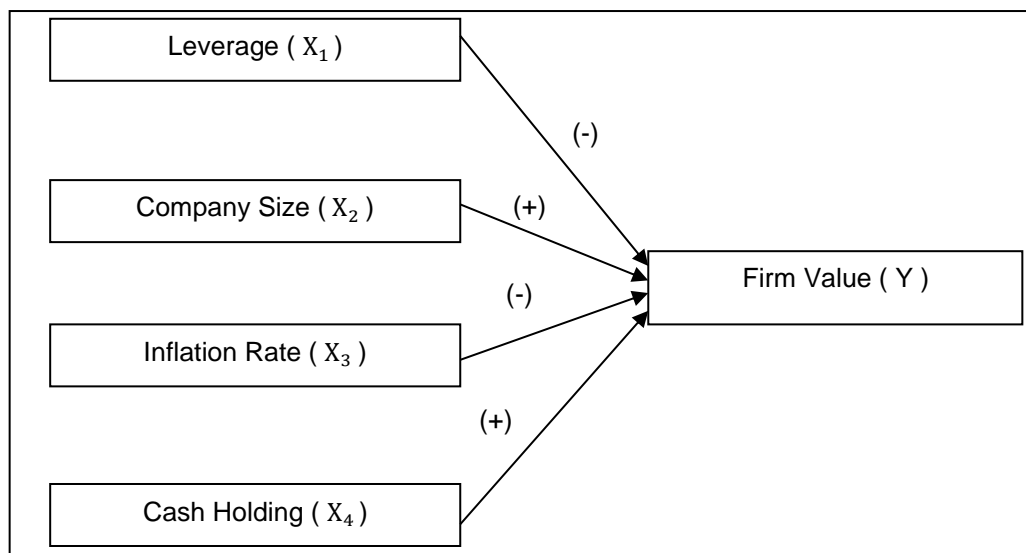 Leverage ( X₁ )
(-)
Company Size ( X₂ )
(+)
Firm Value ( Y )
(-)
Inflation Rate ( X₃ )
(+)
Cash Holding ( X₄ )